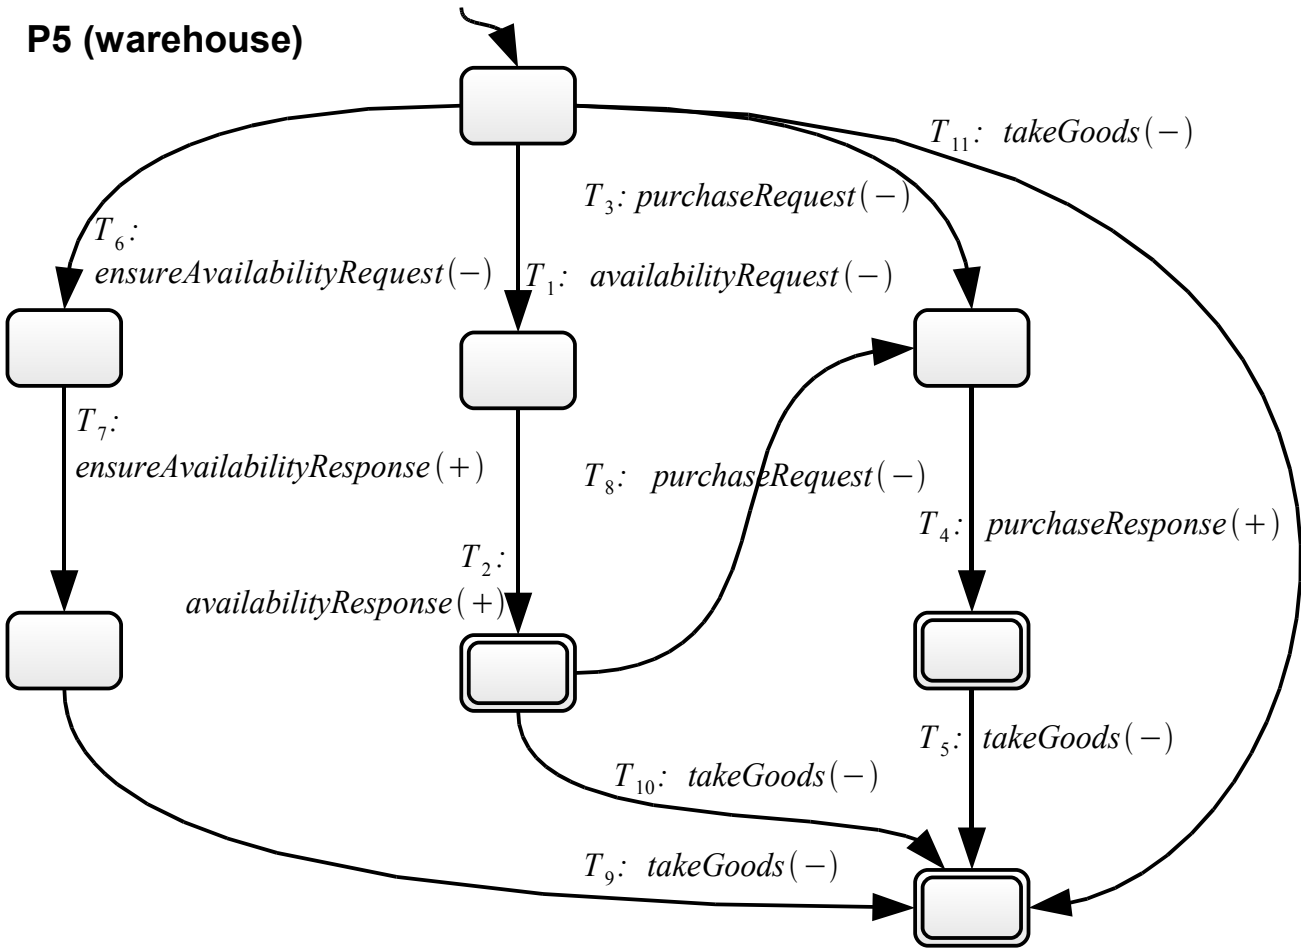 P5 (warehouse)
T11: takeGoods(−)
T3: purchaseRequest(−)
T6:
ensureAvailabilityRequest(−)
T1: availabilityRequest(−)
T7:
ensureAvailabilityResponse(+)
T8: purchaseRequest(−)
T4: purchaseResponse(+)
T2:
availabilityResponse(+)
T5: takeGoods(−)
T10: takeGoods(−)
T9: takeGoods(−)